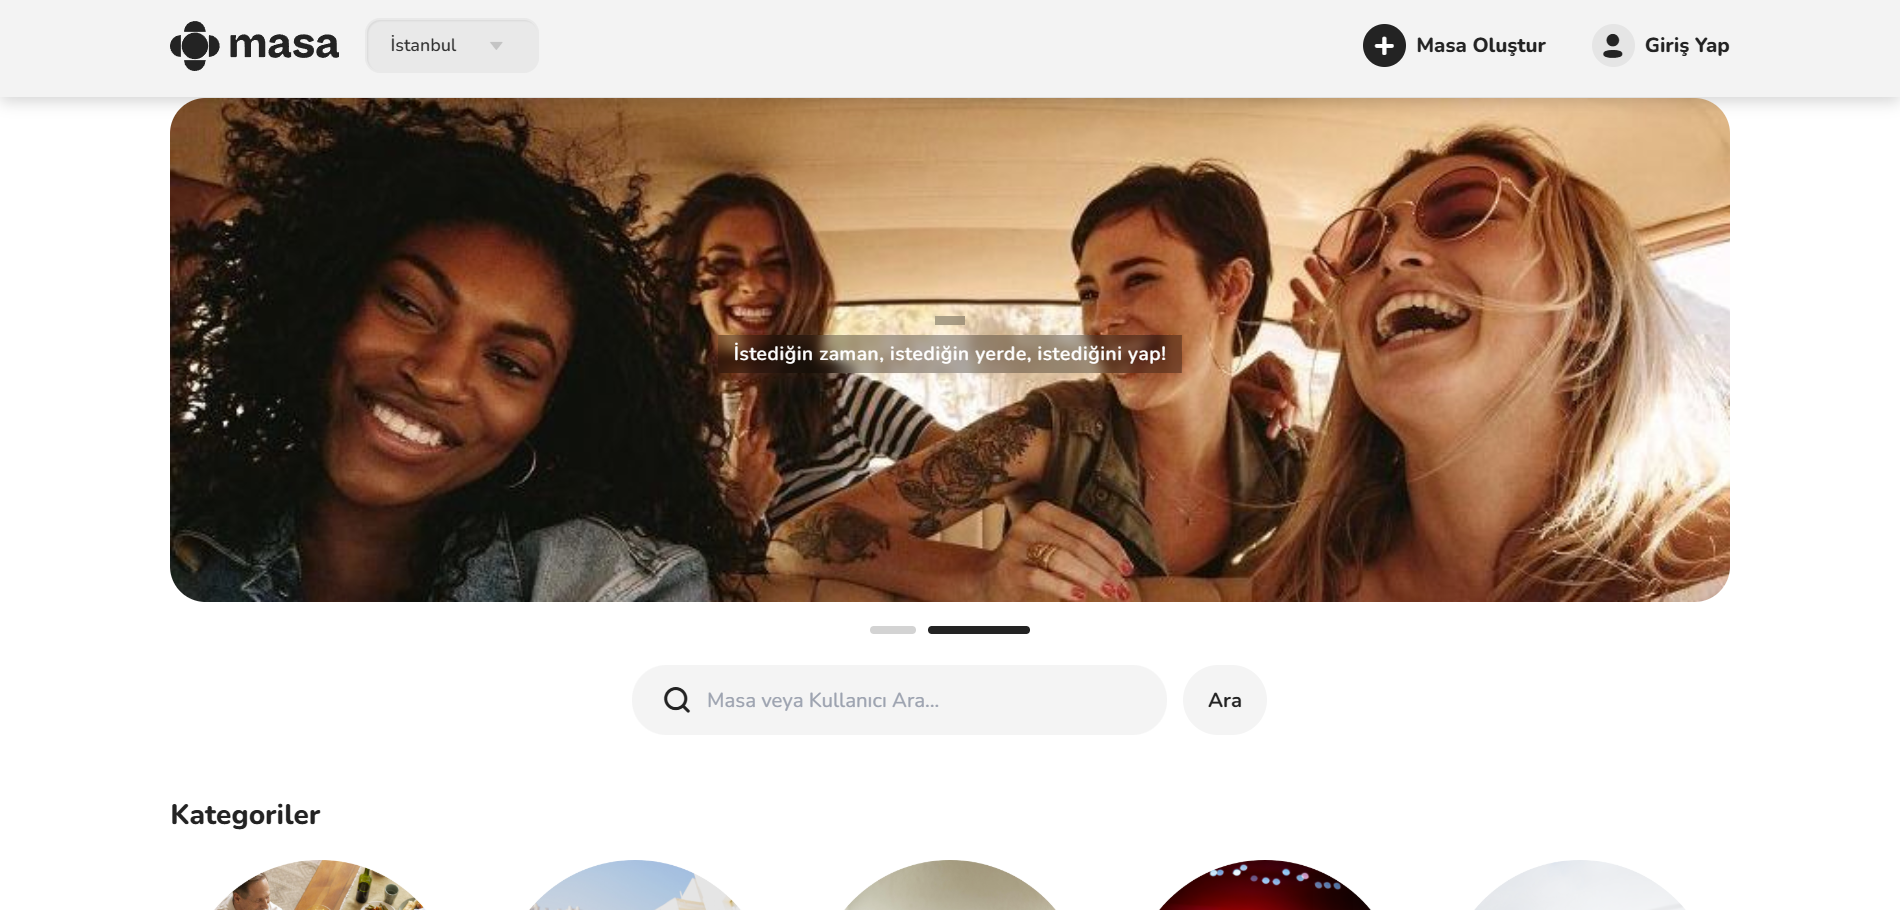 masa
İstanbul
Masa Oluştur
Giriş Yap
İstediğin zaman, istediğin yerde, istediğini yap!
Masa veya Kullanıcı Ara...
Ara
Kategoriler